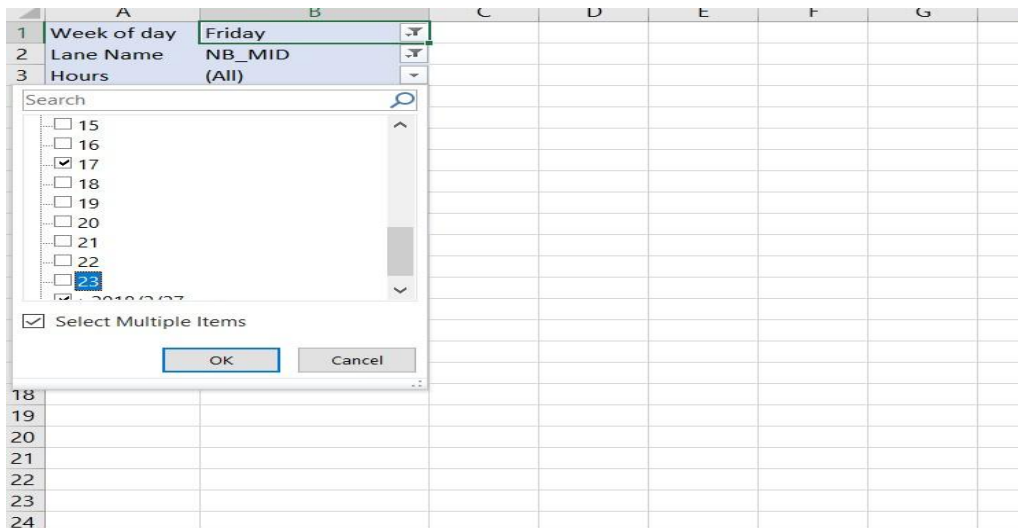 A B C D E F G
1 Week of day Friday
2 Lane Name NB_MID
3 Hours (All)
Search
15
16
17
18
19
20
21
22
23
Select Multiple Items
OK Cancel
18
19
20
21
22
23
24